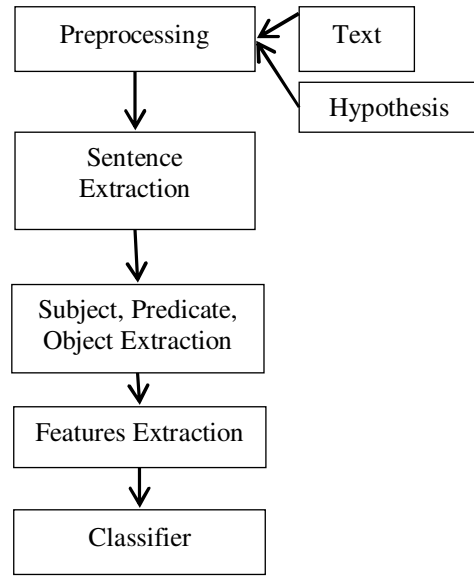 Preprocessing
Text
Hypothesis
Sentence
Extraction
Subject, Predicate,
Object Extraction
Features Extraction
Classifier